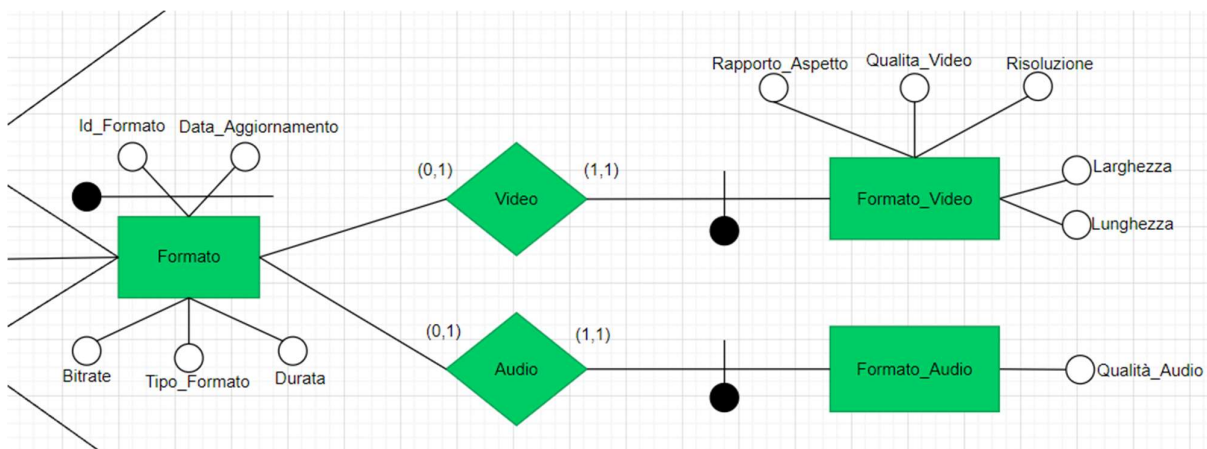 Rapporto_Aspetto
Qualita_Video
Risoluzione
Id_Formato
Data_Aggiornamento
(0,1)
Video
(1,1)
Formato_Video
Larghezza
Lunghezza
Formato
Bitrate
Tipo_Formato
Durata
(0,1)
Audio
(1,1)
Formato_Audio
Qualità_Audio